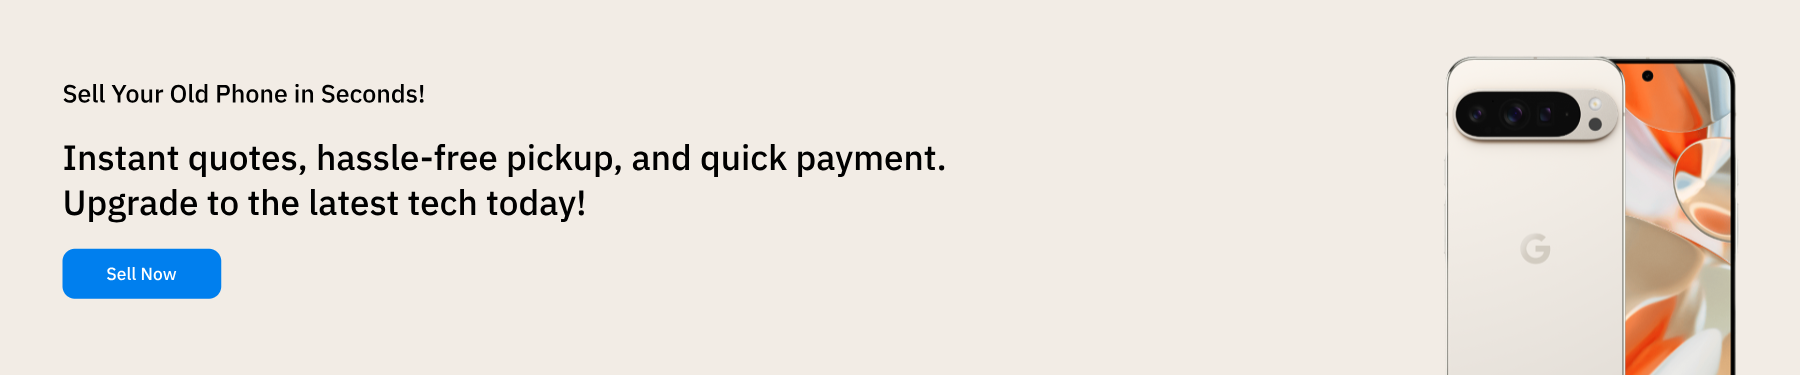 Sell Your Old Phone in Seconds!
Instant quotes, hassle-free pickup, and quick payment.
Upgrade to the latest tech today!
Sell Now
G